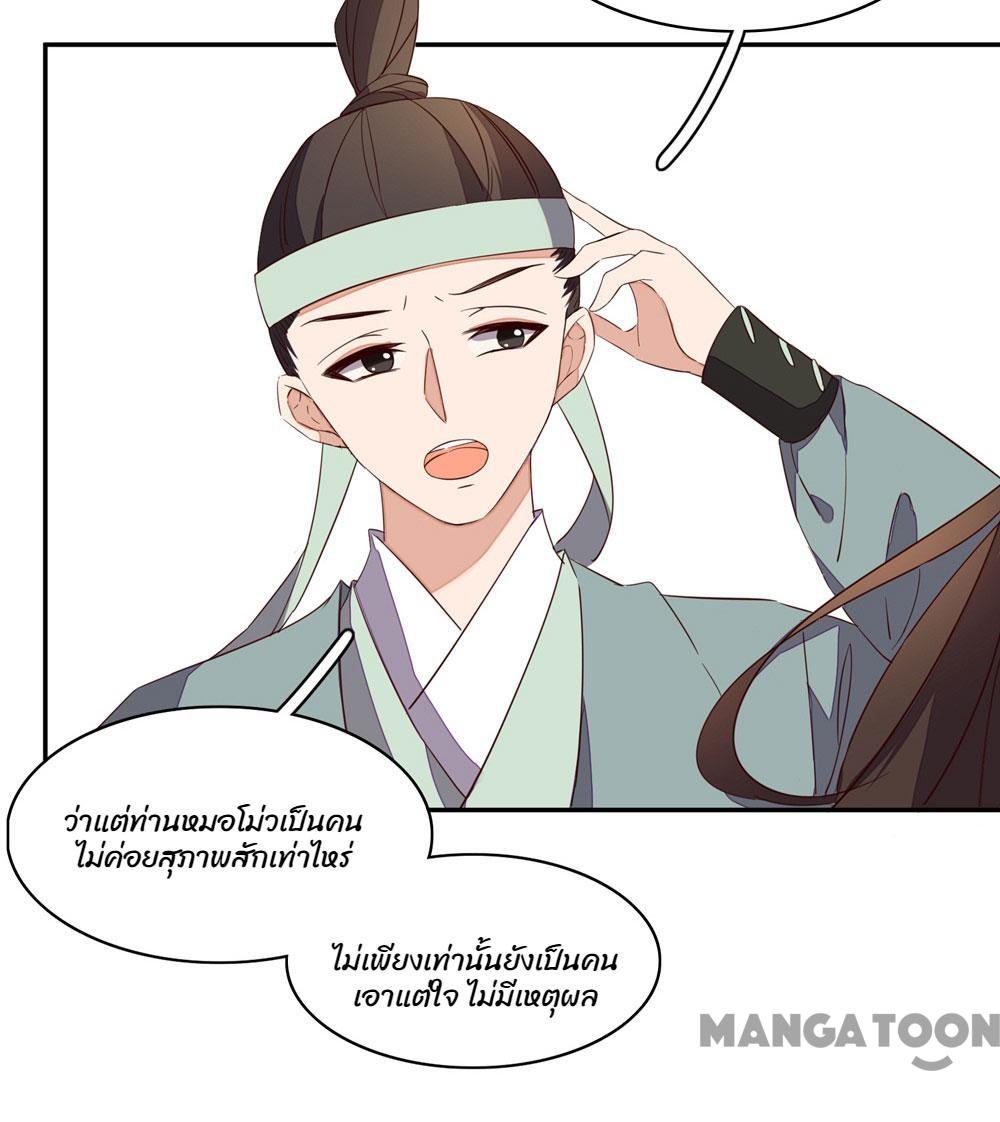 ว่าแต่ท่านหมอโม่วเป็นคน
ไม่ค่อยสุภาพสักเท่าไหร่
ไม่เพียงเท่านั้นยังเป็นคน
เอาแต่ใจ ไม่มีเหตุผล
MANGATOON